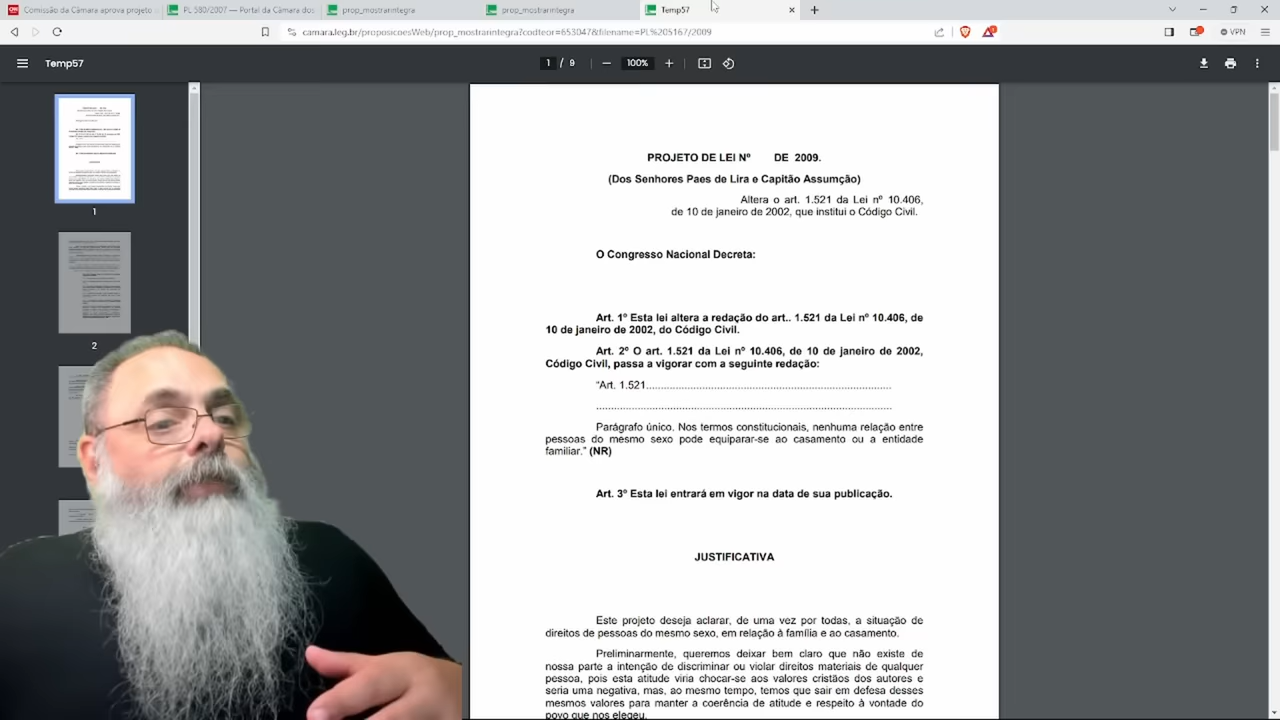 Comissão da Câmara aprova projeto
PL 580/2007 — Portal da Câmara dos
prop_mostrarintegra
prop_mostrarintegra
Temp57
camara.leg.br/proposicoesWeb/prop_mostrarintegra?codteor=653047&filename=PL%205167/2009
VPN
Temp57
1 / 9
100%
1
2
PROJETO DE LEI Nº DE 2009.
(Dos Senhores Paes de Lira e Capitão Assumção)
Altera o art. 1.521 da Lei nº 10.406,
de 10 de janeiro de 2002, que institui o Código Civil.
O Congresso Nacional Decreta:
Art. 1º Esta lei altera a redação do art.. 1.521 da Lei nº 10.406, de
10 de janeiro de 2002, do Código Civil.
Art. 2º O art. 1.521 da Lei nº 10.406, de 10 de janeiro de 2002,
Código Civil, passa a vigorar com a seguinte redação:
“Art. 1.521..................................................................................
...................................................................................................
Parágrafo único. Nos termos constitucionais, nenhuma relação entre
pessoas do mesmo sexo pode equiparar-se ao casamento ou a entidade
familiar.” (NR)
Art. 3º Esta lei entrará em vigor na data de sua publicação.
JUSTIFICATIVA
Este projeto deseja aclarar, de uma vez por todas, a situação de
direitos de pessoas do mesmo sexo, em relação à família e ao casamento.
Preliminarmente, queremos deixar bem claro que não existe de
nossa parte a intenção de discriminar ou violar direitos materiais de qualquer
pessoa, pois esta atitude viria chocar-se aos valores cristãos dos autores e
seria uma negativa, mas, ao mesmo tempo, temos que sair em defesa desses
mesmos valores para manter a coerência de atitude e respeito à vontade do
povo que nos elegeu.